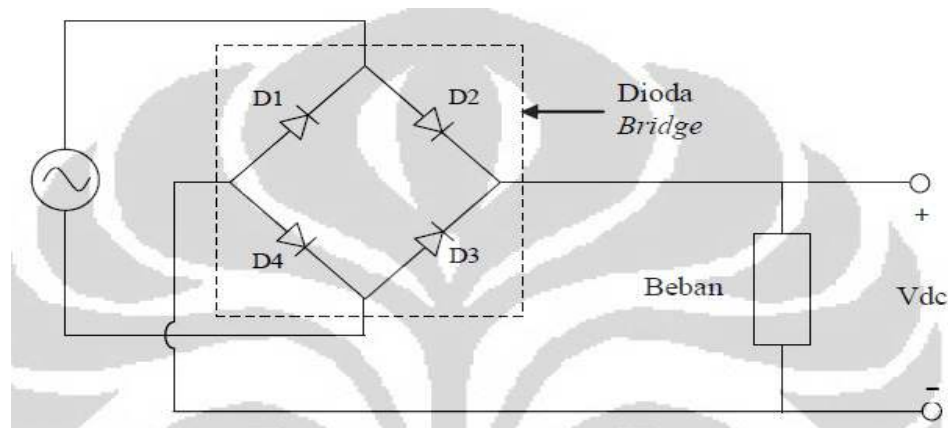 D1
D2
Dioda
Bridge
D4
D3
+
Beban
Vdc
-